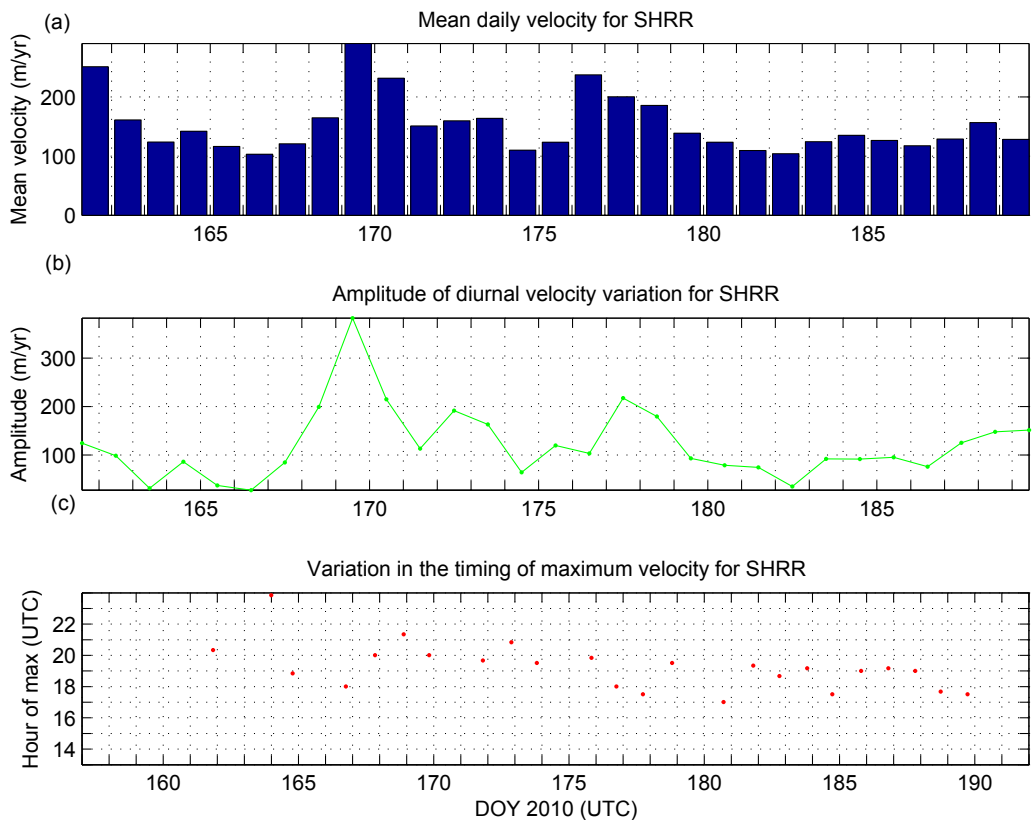 (a)
Mean daily velocity for SHRR
Mean velocity (m/yr)
200
100
0
165 170 175 180 185
(b)
Amplitude of diurnal velocity variation for SHRR
Amplitude (m/yr)
300
200
100
165 170 175 180 185
(c)
Variation in the timing of maximum velocity for SHRR
Hour of max (UTC)
22
20
18
16
14
160 165 170 175 180 185 190
DOY 2010 (UTC)